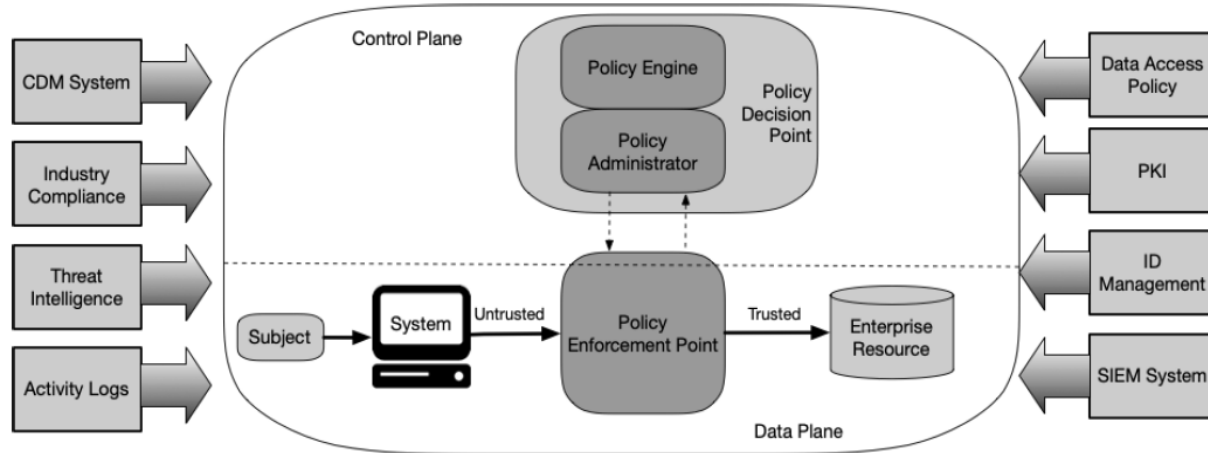 CDM System
Industry
Compliance
Threat
Intelligence
Activity Logs
Control Plane
Policy Engine
Policy
Administrator
Policy
Decision
Point
Subject
System
Untrusted
Policy
Enforcement Point
Trusted
Enterprise
Resource
Data Plane
Data Access
Policy
PKI
ID
Management
SIEM System